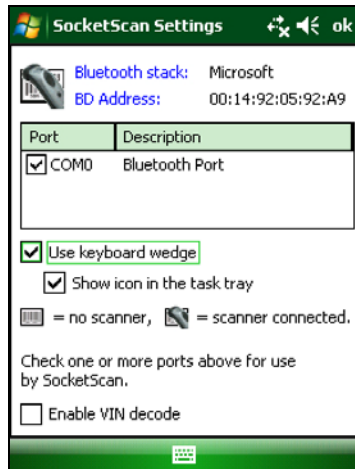 SocketScan Settings ok
Bluetooth stack: Microsoft
BD Address: 00:14:92:05:92:A9
Port Description
COM0 Bluetooth Port
Use keyboard wedge
Show icon in the task tray
= no scanner, = scanner connected.
Check one or more ports above for use
by SocketScan.
Enable VIN decode